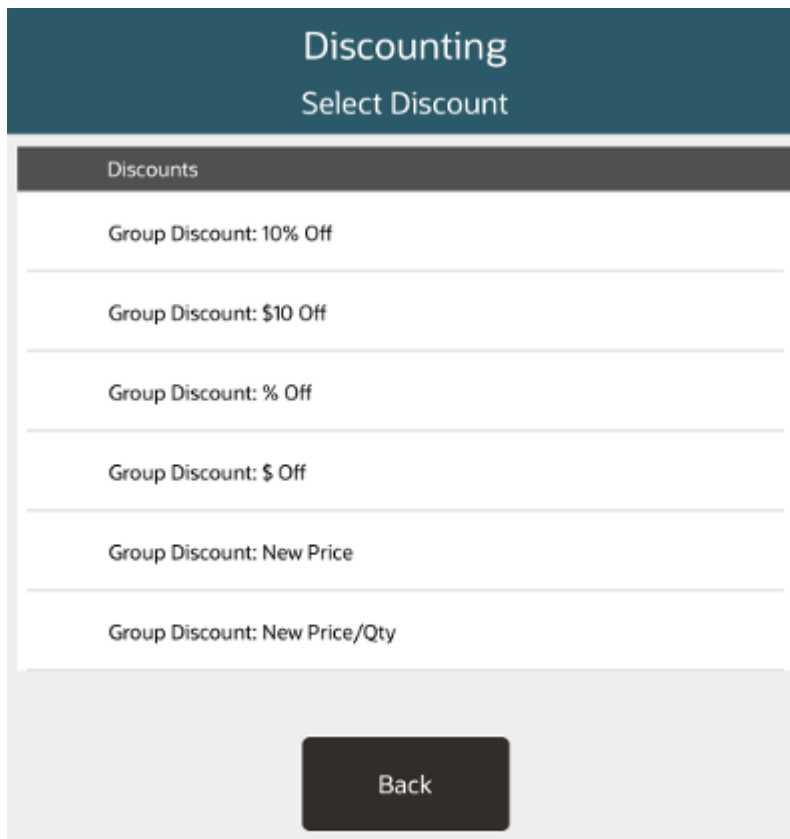 Discounting
Select Discount
Discounts
Group Discount: 10% Off
Group Discount: $10 Off
Group Discount: % Off
Group Discount: $ Off
Group Discount: New Price
Group Discount: New Price/Qty
Back